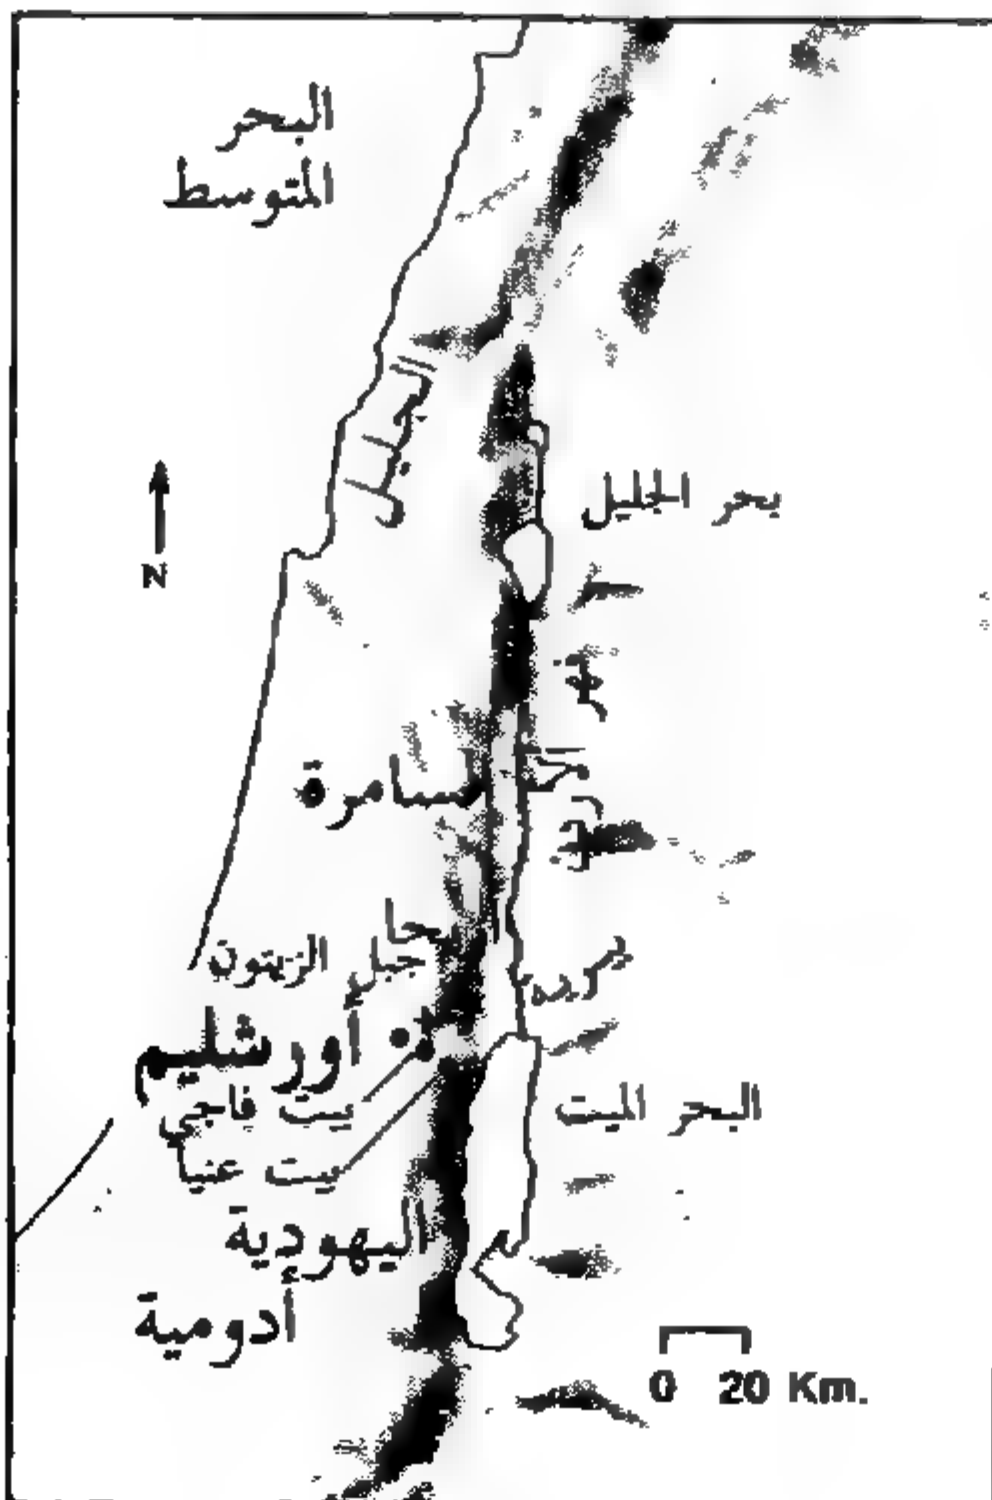 البحر
المتوسط
الجليل
بحر الجليل
N
السامرة
جبل
الزيتون
أورشليم
بيت فاجي
بيت عنيا
البحر الميت
اليهودية
أدومية
0 20 Km.